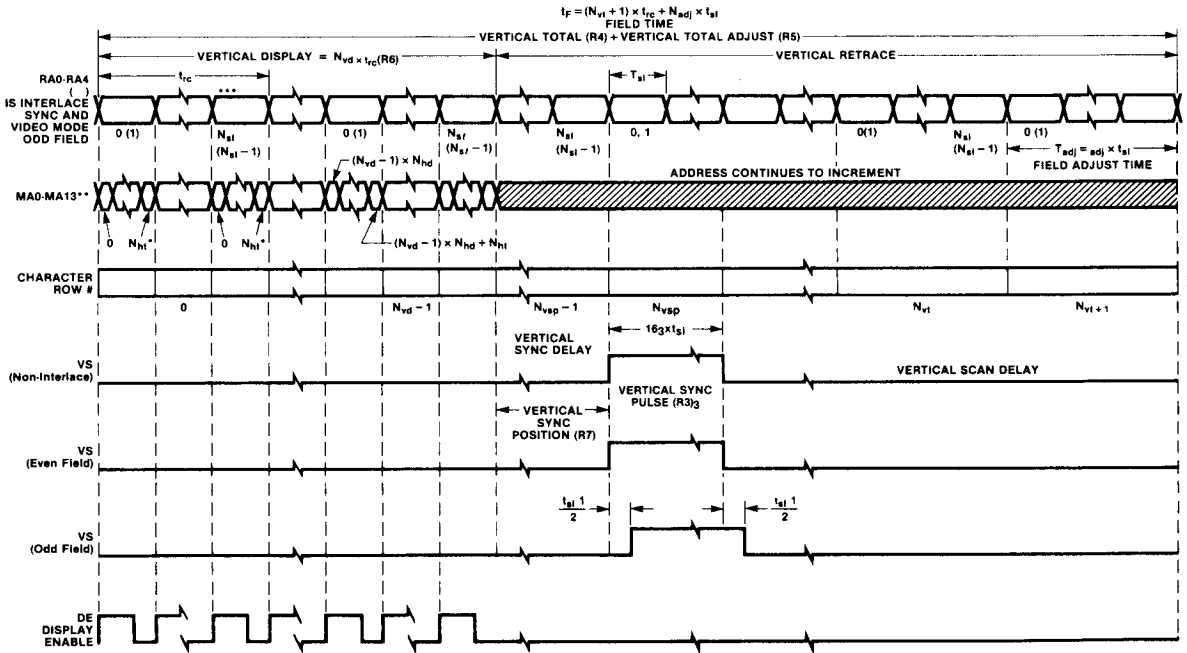 t_F = (N_vt + 1) × t_rc + N_adj × t_sl
FIELD TIME
VERTICAL TOTAL (R4) + VERTICAL TOTAL ADJUST (R5)
VERTICAL DISPLAY = N_vd × t_rc (R6)
VERTICAL RETRACE
RA0-RA4
( )
IS INTERLACE
SYNC AND
VIDEO MODE
ODD FIELD
t_rc
•••
T_sl
0 (1)
N_sl
(N_sl − 1)
0 (1)
N_sl
(N_sl − 1)
N_sl
(N_sl − 1)
0, 1
0(1)
N_sl
(N_sl − 1)
0 (1)
T_adj = adj × t_sl
FIELD ADJUST TIME
(N_vd − 1) × N_hd
ADDRESS CONTINUES TO INCREMENT
MA0-MA13**
0
N_ht*
0
N_ht*
(N_vd − 1) × N_hd + N_ht
CHARACTER
ROW #
0
N_vd − 1
N_vsp − 1
N_vsp
N_vt
N_vt + 1
16_3 × t_sl
VS
(Non-Interlace)
VERTICAL
SYNC DELAY
VERTICAL SCAN DELAY
VERTICAL SYNC
PULSE (R3)_3
VERTICAL
SYNC
POSITION (R7)
VS
(Even Field)
t_sl 1
2
t_sl 1
2
VS
(Odd Field)
DE
DISPLAY
ENABLE